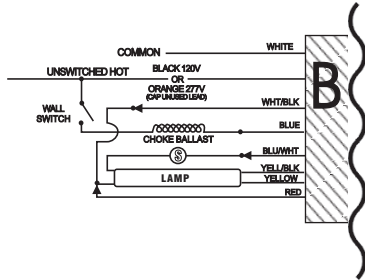 COMMON
WHITE
UNSWITCHED HOT
BLACK 120V
OR
ORANGE 277V
(CAP UNUSED LEAD)
B
WALL
SWITCH
WHT/BLK
BLUE
CHOKE BALLAST
S
BLU/WHT
LAMP
YEL/BLK
YELLOW
RED